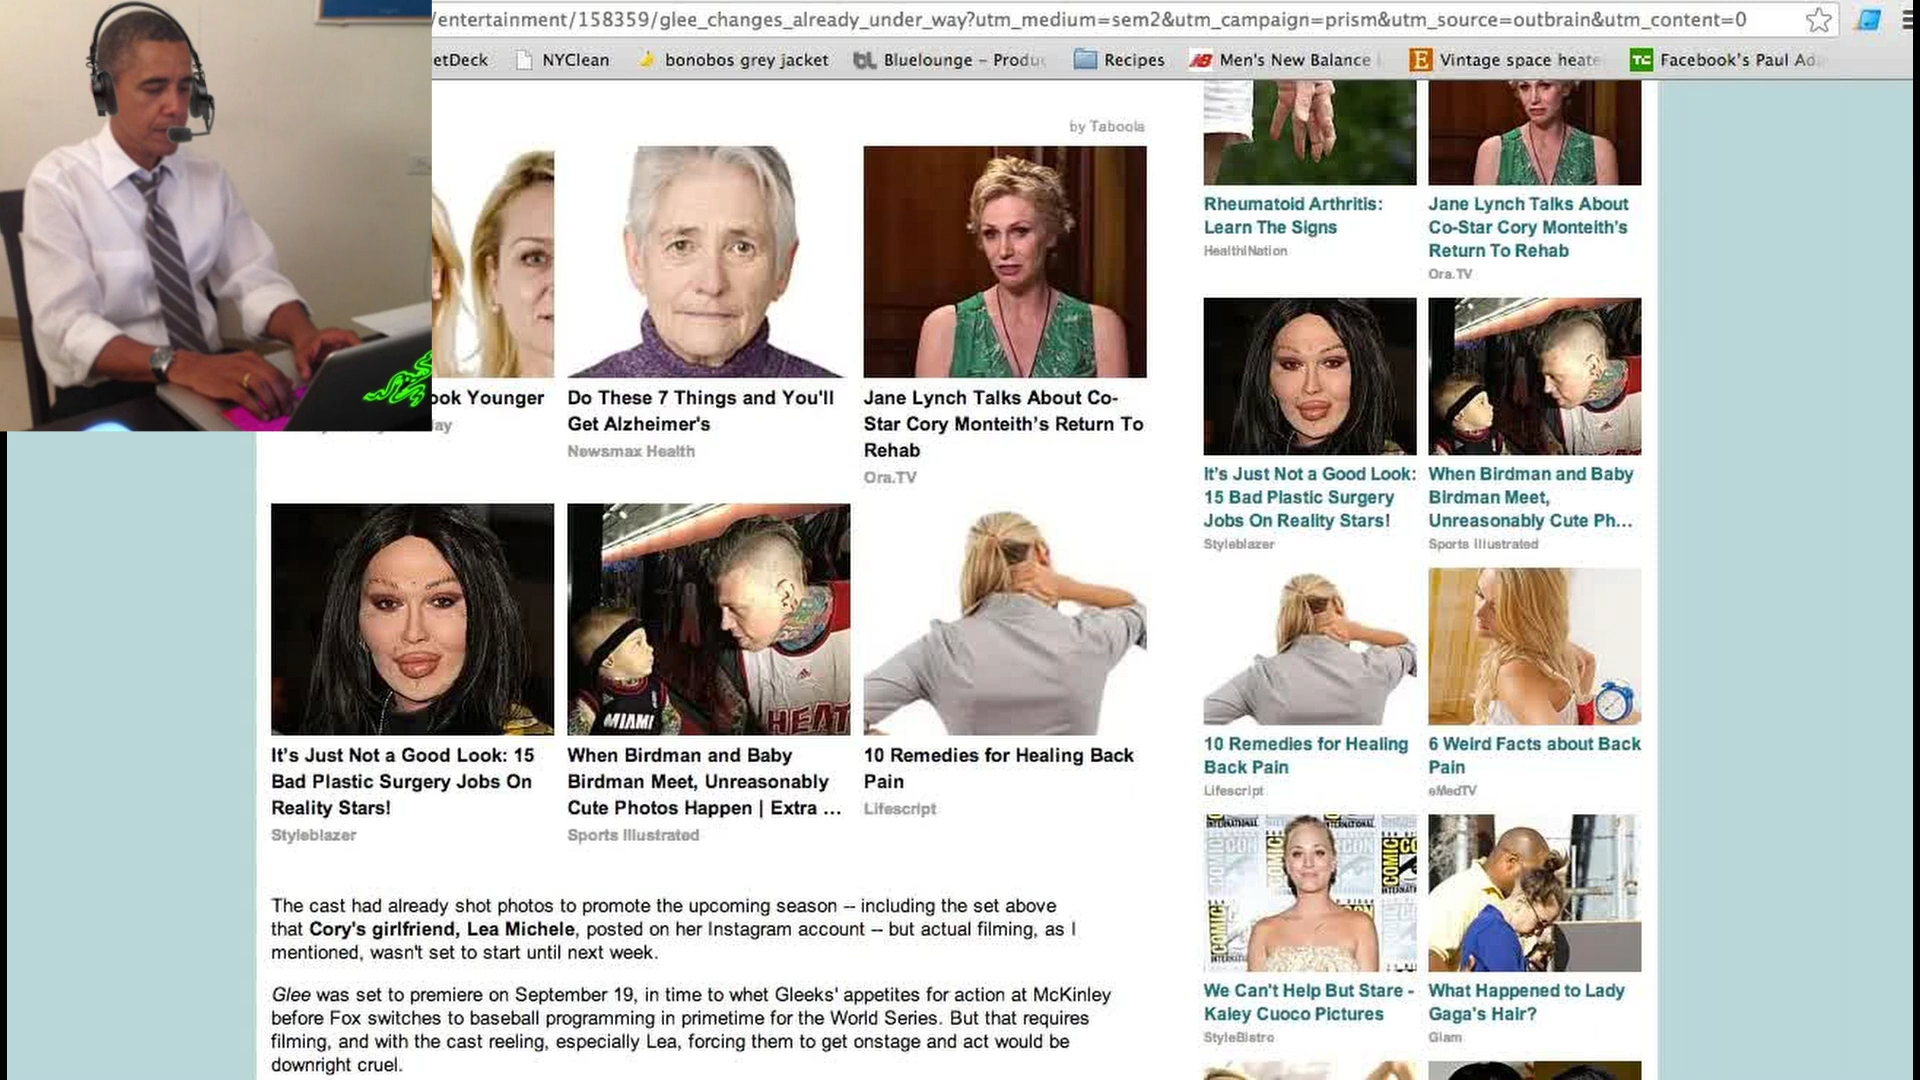 /entertainment/158359/glee_changes_already_under_way?utm_medium=sem2&utm_campaign=prism&utm_source=outbrain&utm_content=0
etDeck
NYClean
bonobos grey jacket
Bluelounge – Produ
Recipes
Men's New Balance
Vintage space heate
Facebook's Paul Ad
by Taboola
ook Younger
ay
Do These 7 Things and You'll
Get Alzheimer's
Newsmax Health
Jane Lynch Talks About Co-
Star Cory Monteith's Return To
Rehab
Ora.TV
MIAMI
HEAT
It's Just Not a Good Look: 15
Bad Plastic Surgery Jobs On
Reality Stars!
Styleblazer
When Birdman and Baby
Birdman Meet, Unreasonably
Cute Photos Happen | Extra ...
Sports Illustrated
10 Remedies for Healing Back
Pain
Lifescript
The cast had already shot photos to promote the upcoming season -- including the set above
that Cory's girlfriend, Lea Michele, posted on her Instagram account -- but actual filming, as I
mentioned, wasn't set to start until next week.
Glee was set to premiere on September 19, in time to whet Gleeks' appetites for action at McKinley
before Fox switches to baseball programming in primetime for the World Series. But that requires
filming, and with the cast reeling, especially Lea, forcing them to get onstage and act would be
downright cruel.
Rheumatoid Arthritis:
Learn The Signs
HealthiNation
Jane Lynch Talks About
Co-Star Cory Monteith's
Return To Rehab
Ora.TV
It's Just Not a Good Look:
15 Bad Plastic Surgery
Jobs On Reality Stars!
Styleblazer
When Birdman and Baby
Birdman Meet,
Unreasonably Cute Ph...
Sports Illustrated
10 Remedies for Healing
Back Pain
Lifescript
6 Weird Facts about Back
Pain
eMedTV
COMIC CON
We Can't Help But Stare -
Kaley Cuoco Pictures
StyleBistro
What Happened to Lady
Gaga's Hair?
Glam